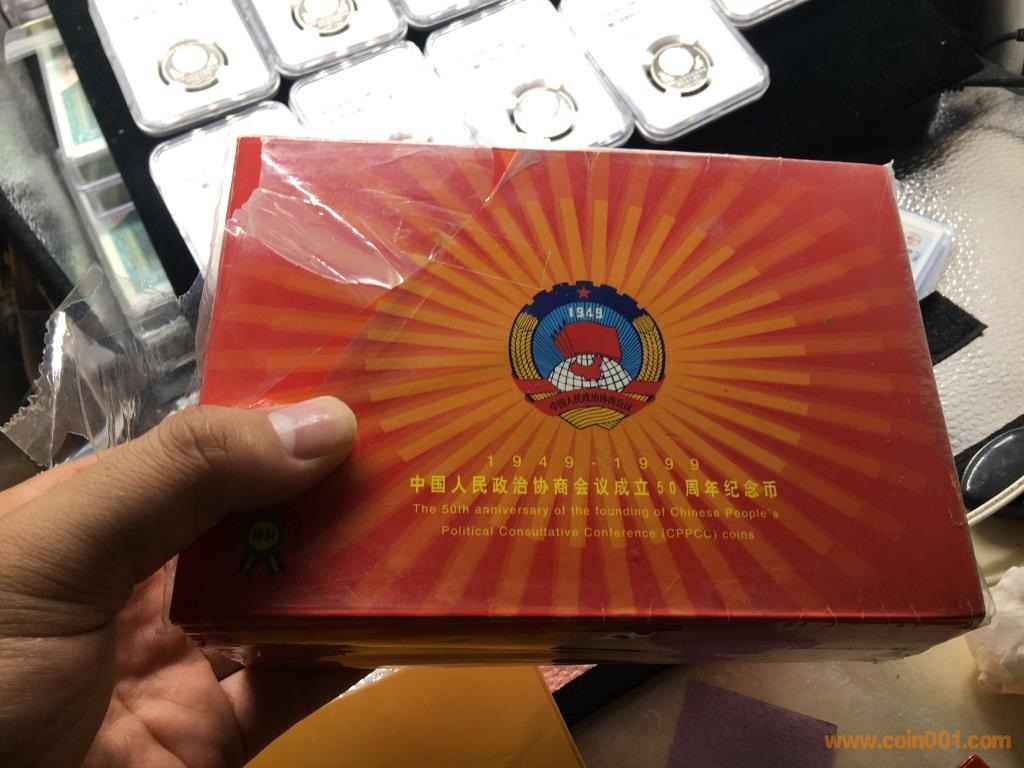 1949
中国人民政治协商会议
1949-1999
中国人民政治协商会议成立50周年纪念币
The 50th anniversary of the founding of Chinese People's
Political Consultative Conference (CPPCC) coins
精制
www.coin001.com